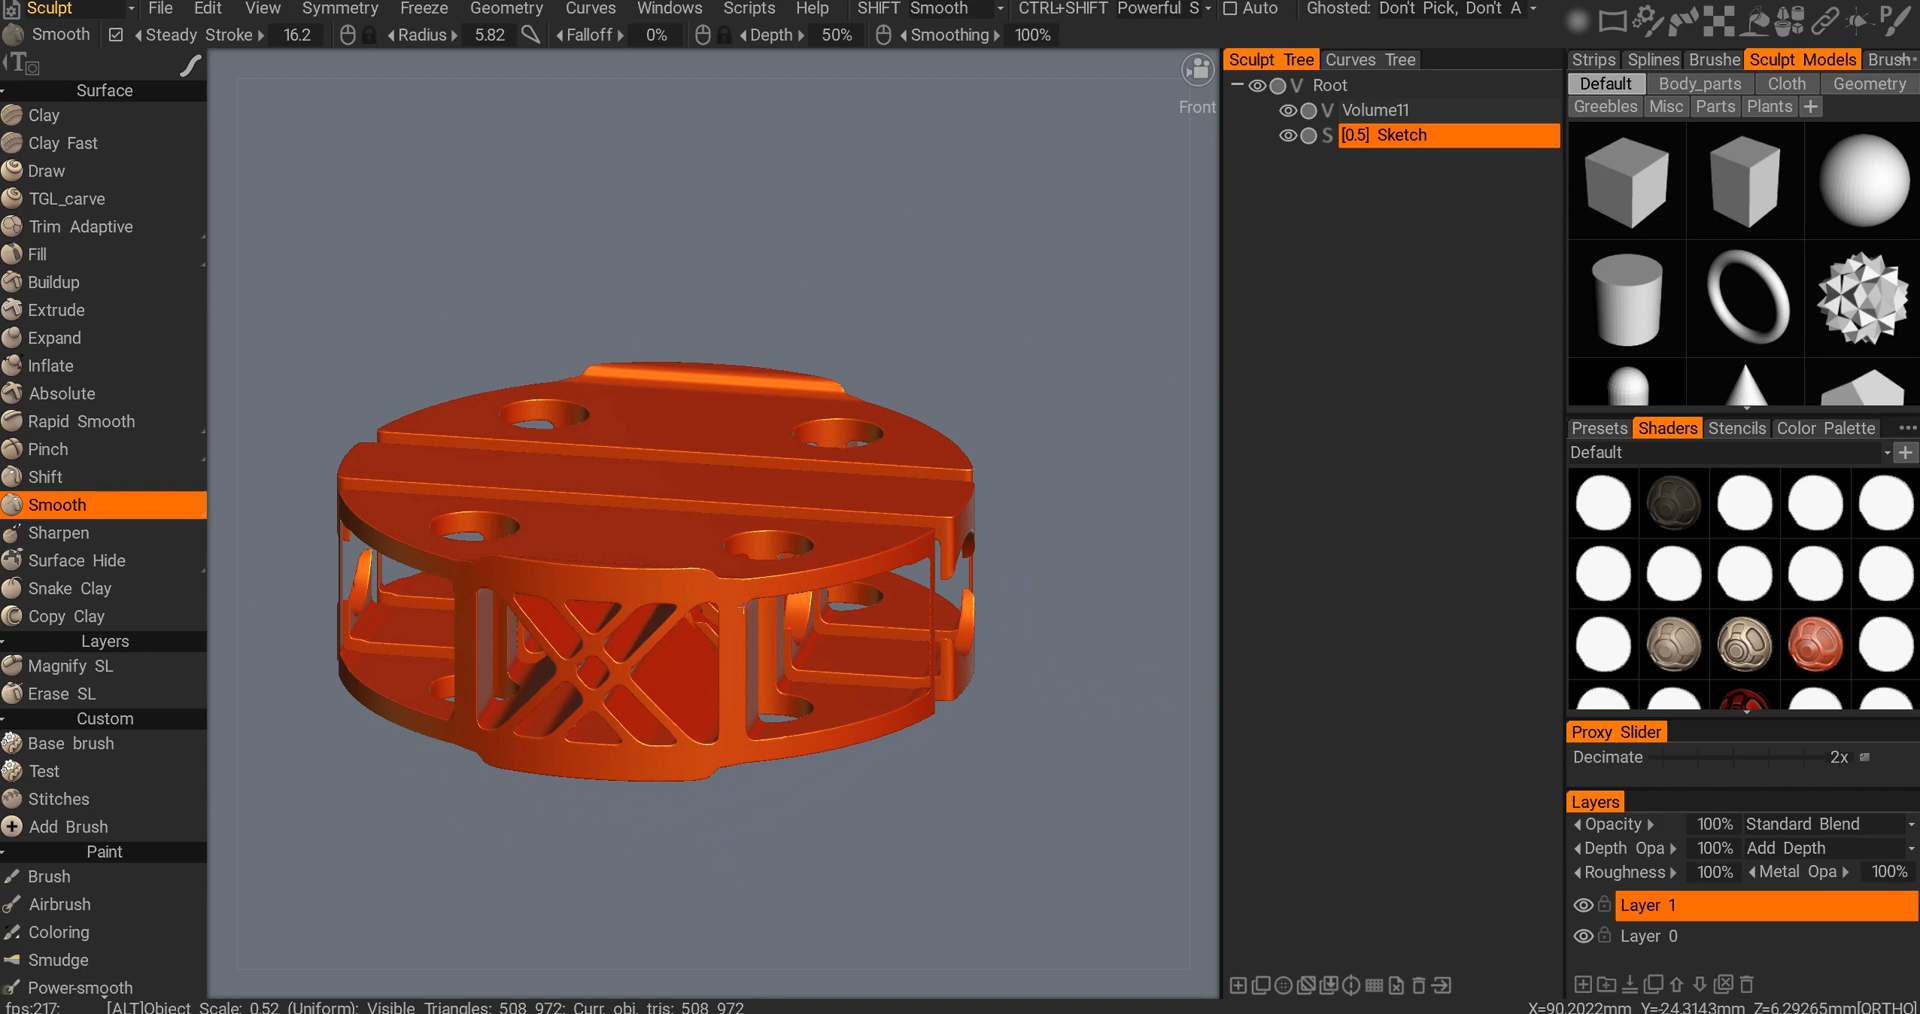 Sculpt File Edit View Symmetry Freeze Geometry Curves Windows Scripts Help SHIFT Smooth CTRL+SHIFT Powerful S Auto Ghosted: Don't Pick, Don't A
Smooth Steady Stroke 16.2 Radius 5.82 Falloff 0% Depth 50% Smoothing 100%
T
Surface
Clay
Clay Fast
Draw
TGL_carve
Trim Adaptive
Fill
Buildup
Extrude
Expand
Inflate
Absolute
Rapid Smooth
Pinch
Shift
Smooth
Sharpen
Surface Hide
Snake Clay
Copy Clay
Layers
Magnify SL
Erase SL
Custom
Base brush
Test
Stitches
Add Brush
Paint
Brush
Airbrush
Coloring
Smudge
Power-smooth
Front
Sculpt Tree Curves Tree
V Root
V Volume11
S [0.5] Sketch
Strips Splines Brushe Sculpt Models Brush
Default Body_parts Cloth Geometry
Greebles Misc Parts Plants
Presets Shaders Stencils Color Palette
Default
Proxy Slider
Decimate 2x
Layers
Opacity 100% Standard Blend
Depth Opa 100% Add Depth
Roughness 100% Metal Opa 100%
Layer 1
Layer 0
fps:217; [ALT]Object Scale: 0.52 (Uniform); Visible Triangles: 508 972; Curr. obj. tris: 508 972
X=90.2022mm Y=-24.3143mm Z=6.29265mm[ORTHO]